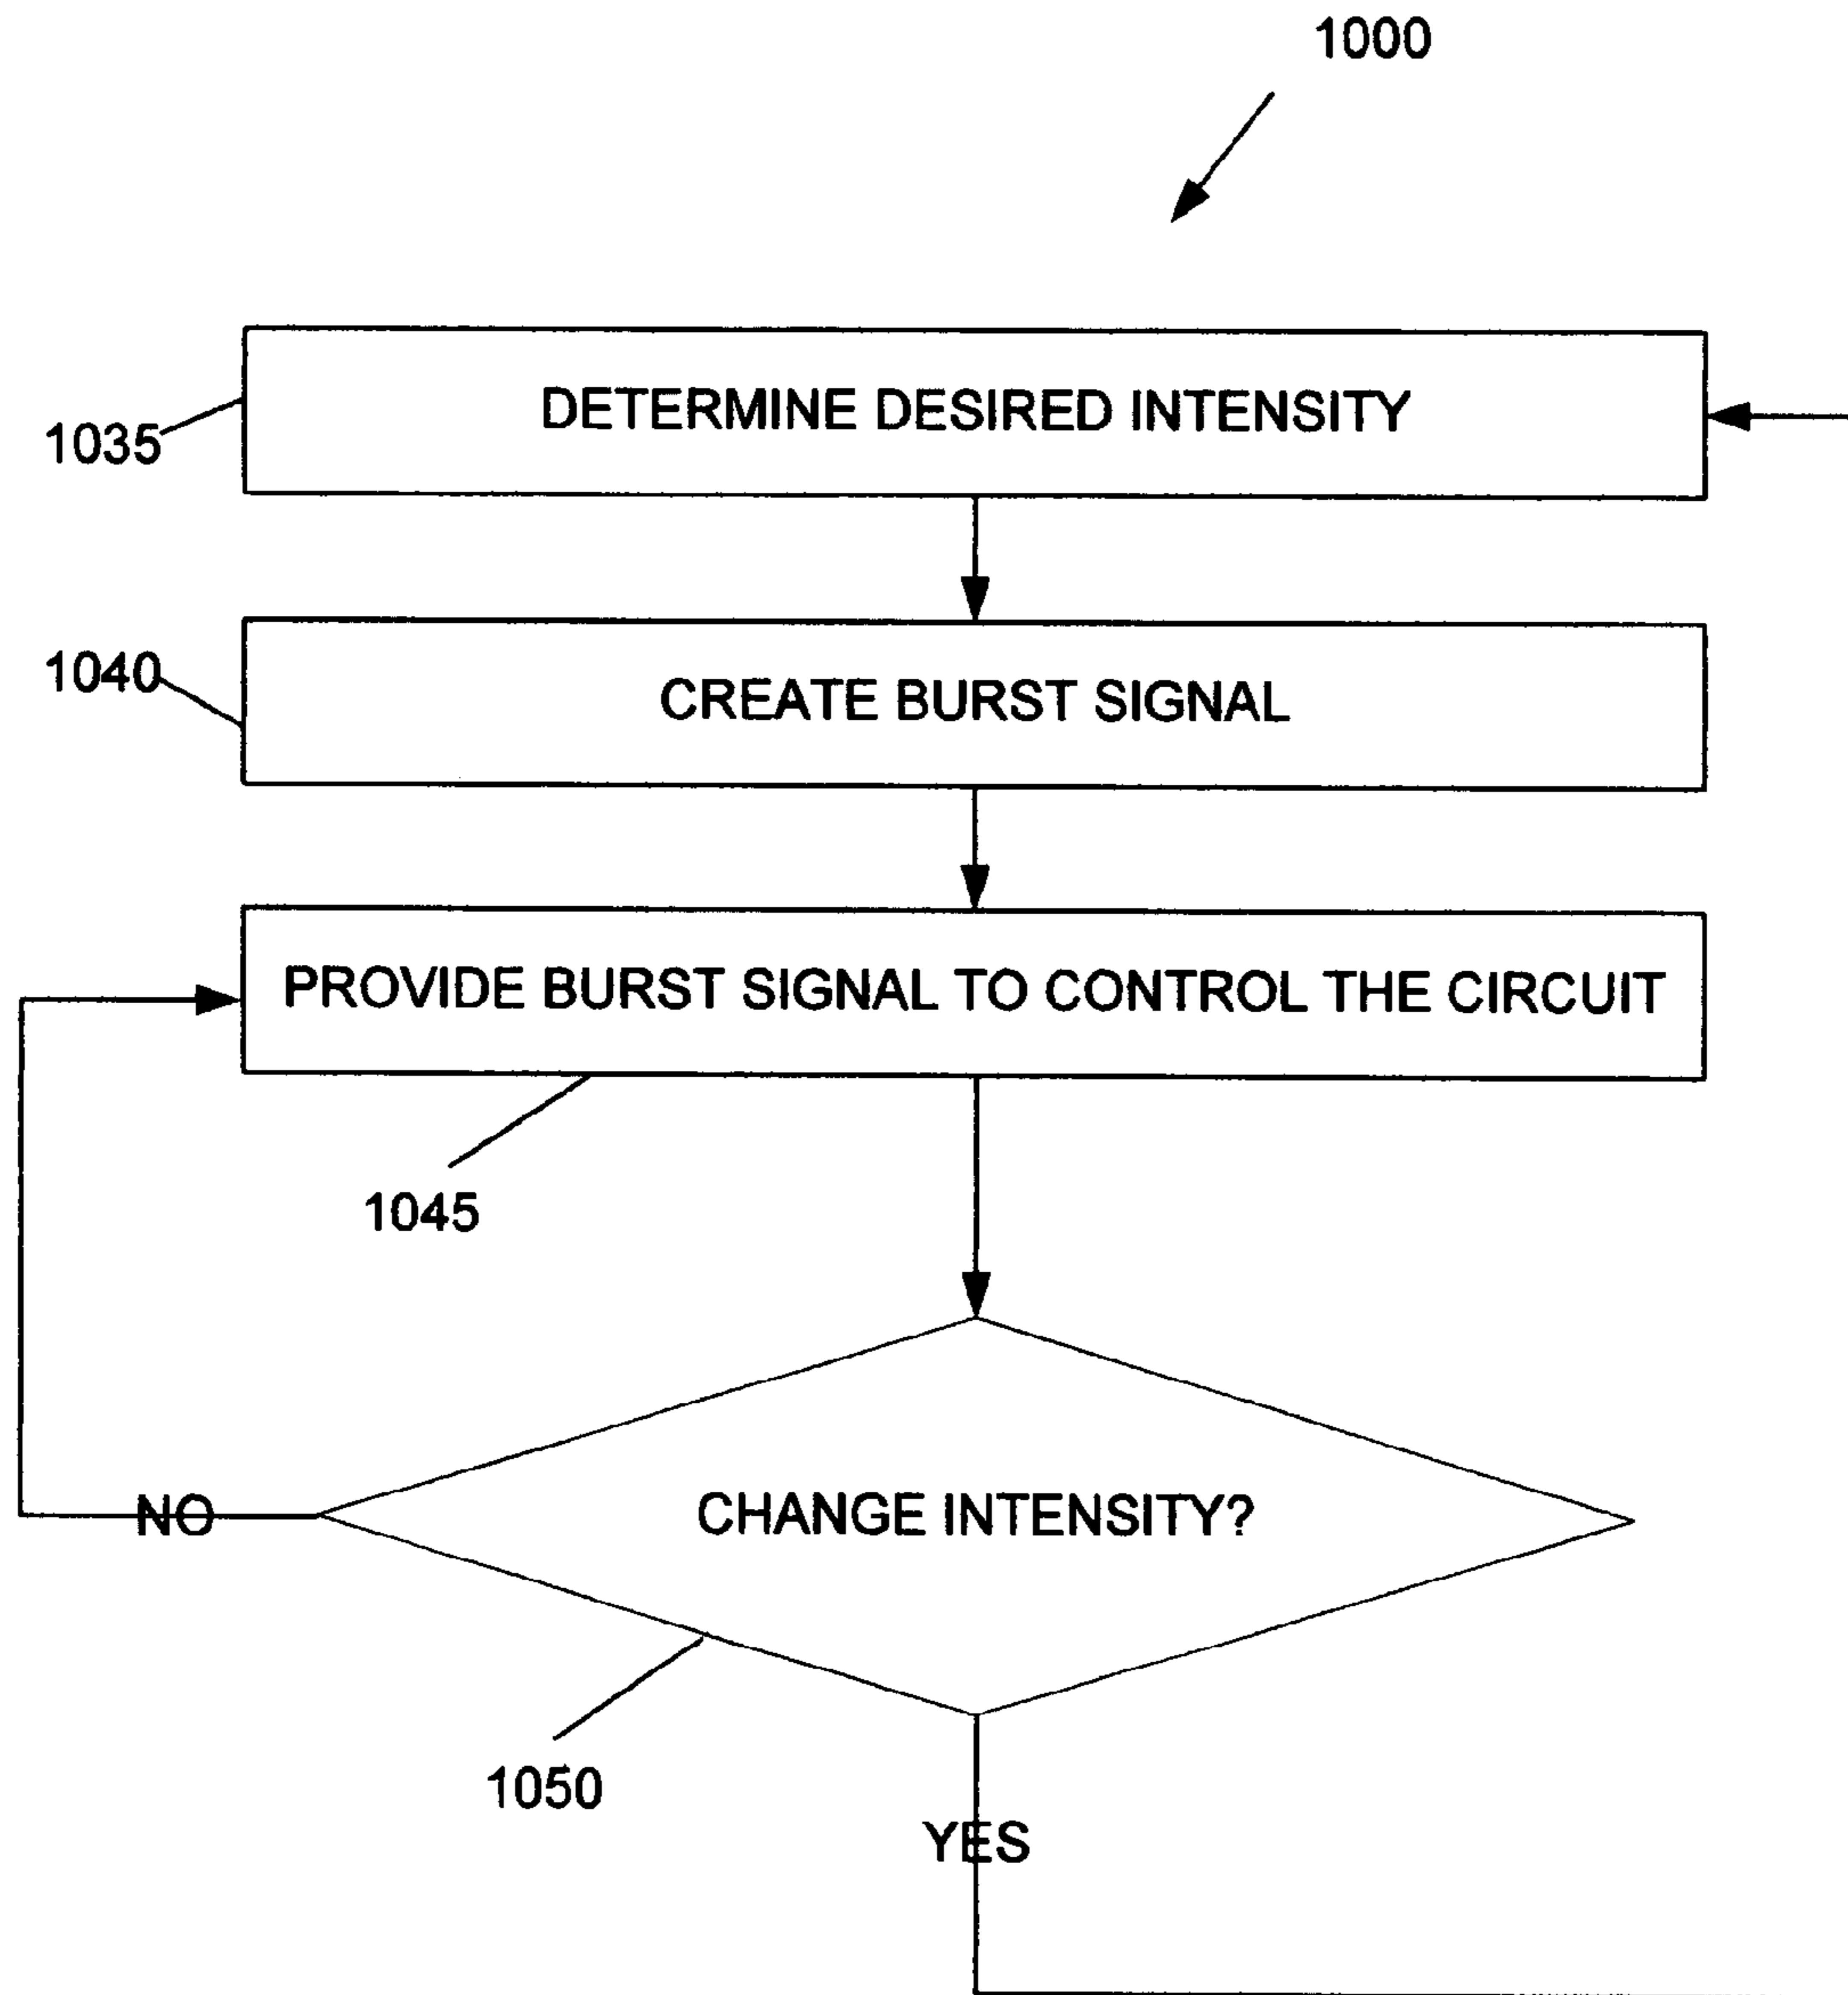 1000
DETERMINE DESIRED INTENSITY
1035
1040
CREATE BURST SIGNAL
PROVIDE BURST SIGNAL TO CONTROL THE CIRCUIT
1045
NO
CHANGE INTENSITY?
1050
YES